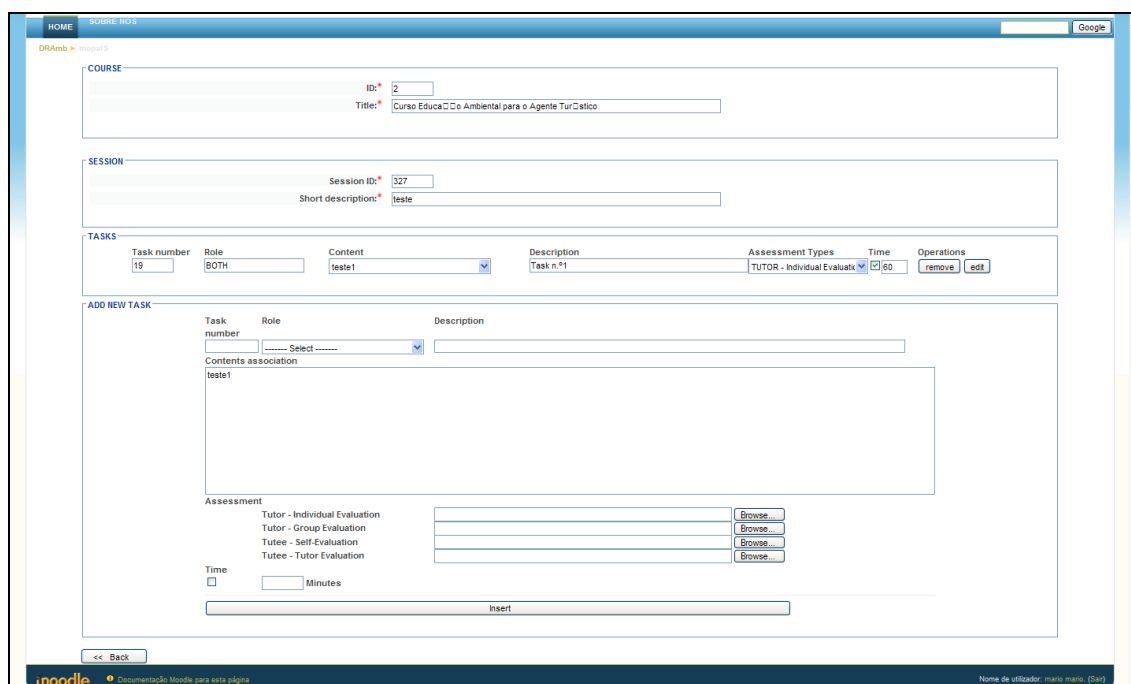 HOME SOBRE NÓS Google
DRAmb ► mopaIS
COURSE
ID:* 2
Title:* Curso Educa□□o Ambiental para o Agente Tur□stico
SESSION
Session ID:* 327
Short description:* teste
TASKS
Task number Role Content Description Assessment Types Time Operations
19 BOTH teste1 Task n.º1 TUTOR - Individual Evaluatic 60 remove edit
ADD NEW TASK
Task Role Description
number
------- Select -------
Contents association
teste1
Assessment
Tutor - Individual Evaluation Browse...
Tutor - Group Evaluation Browse...
Tutee - Self-Evaluation Browse...
Tutee - Tutor Evaluation Browse...
Time
Minutes
Insert
<< Back
moodle Documentação Moodle para esta página Nome de utilizador: mario mario. (Sair)